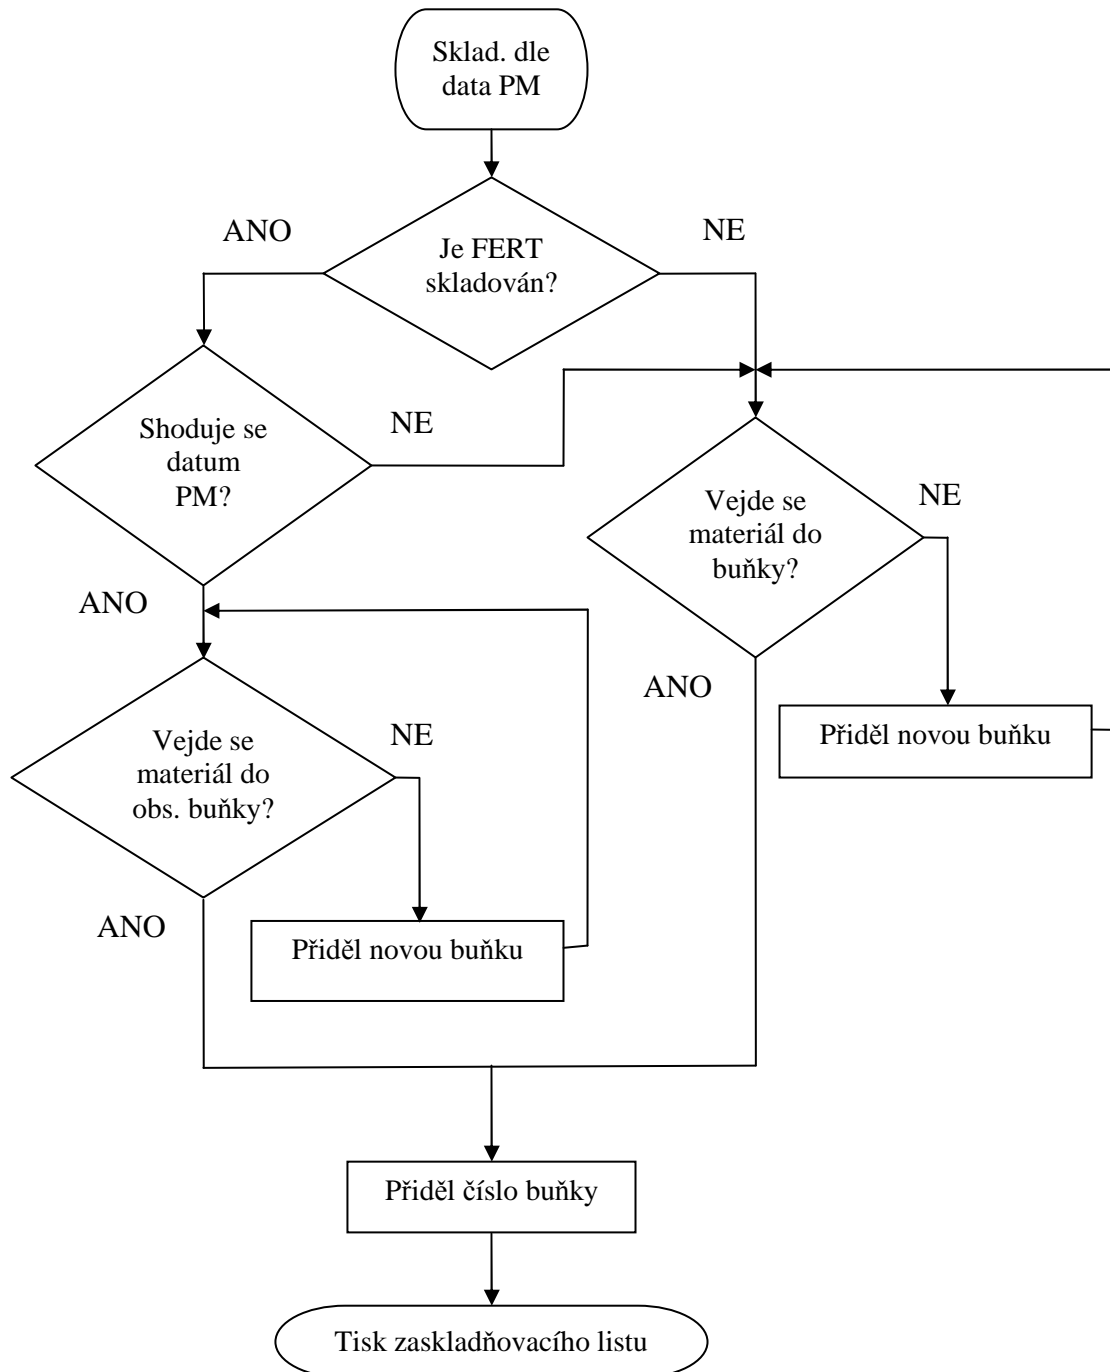 Sklad. dle
data PM
ANO
NE
Je FERT
skladován?
Shoduje se
datum
PM?
NE
Vejde se
materiál do
buňky?
NE
ANO
ANO
Přiděl novou buňku
Vejde se
materiál do
obs. buňky?
NE
ANO
Přiděl novou buňku
Přiděl číslo buňky
Tisk zaskladňovacího listu